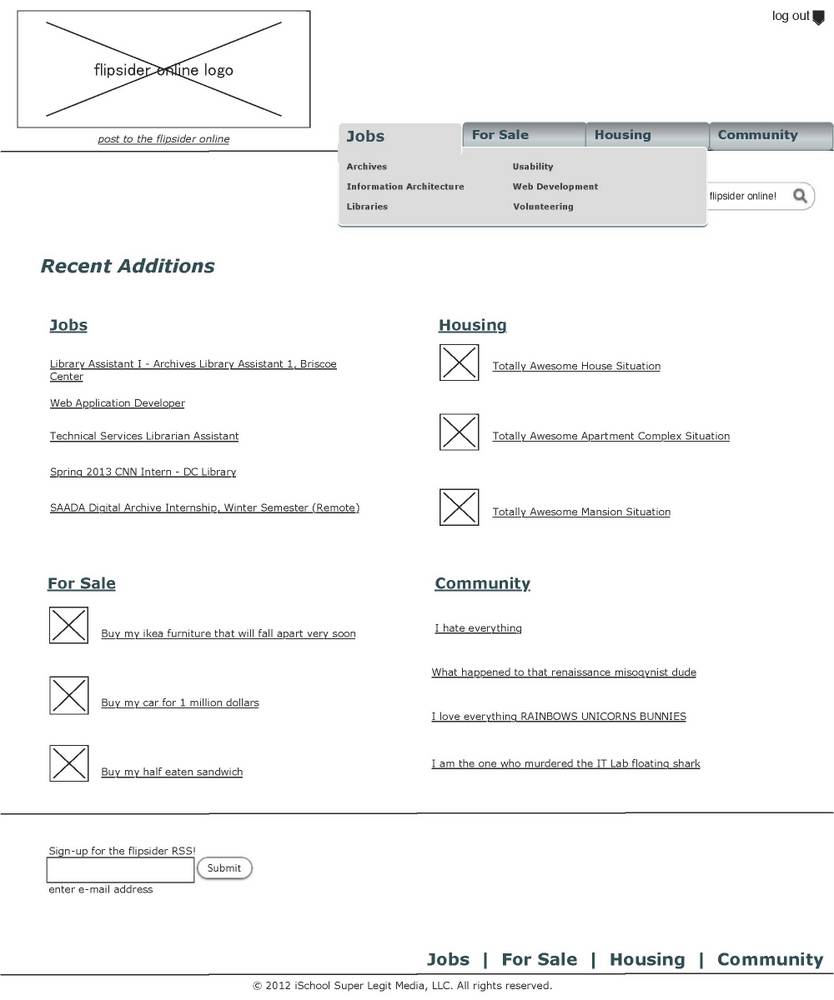 log out
flipsider online logo
post to the flipsider online
Jobs
For Sale
Housing
Community
Archives
Usability
Information Architecture
Web Development
Libraries
Volunteering
flipsider online!
Recent Additions
Jobs
Library Assistant I - Archives Library Assistant 1, Briscoe
Center
Web Application Developer
Technical Services Librarian Assistant
Spring 2013 CNN Intern - DC Library
SAADA Digital Archive Internship, Winter Semester (Remote)
Housing
Totally Awesome House Situation
Totally Awesome Apartment Complex Situation
Totally Awesome Mansion Situation
For Sale
Buy my ikea furniture that will fall apart very soon
Buy my car for 1 million dollars
Buy my half eaten sandwich
Community
I hate everything
What happened to that renaissance misogynist dude
I love everything RAINBOWS UNICORNS BUNNIES
I am the one who murdered the IT Lab floating shark
Sign-up for the flipsider RSS!
Submit
enter e-mail address
Jobs | For Sale | Housing | Community
© 2012 iSchool Super Legit Media, LLC. All rights reserved.